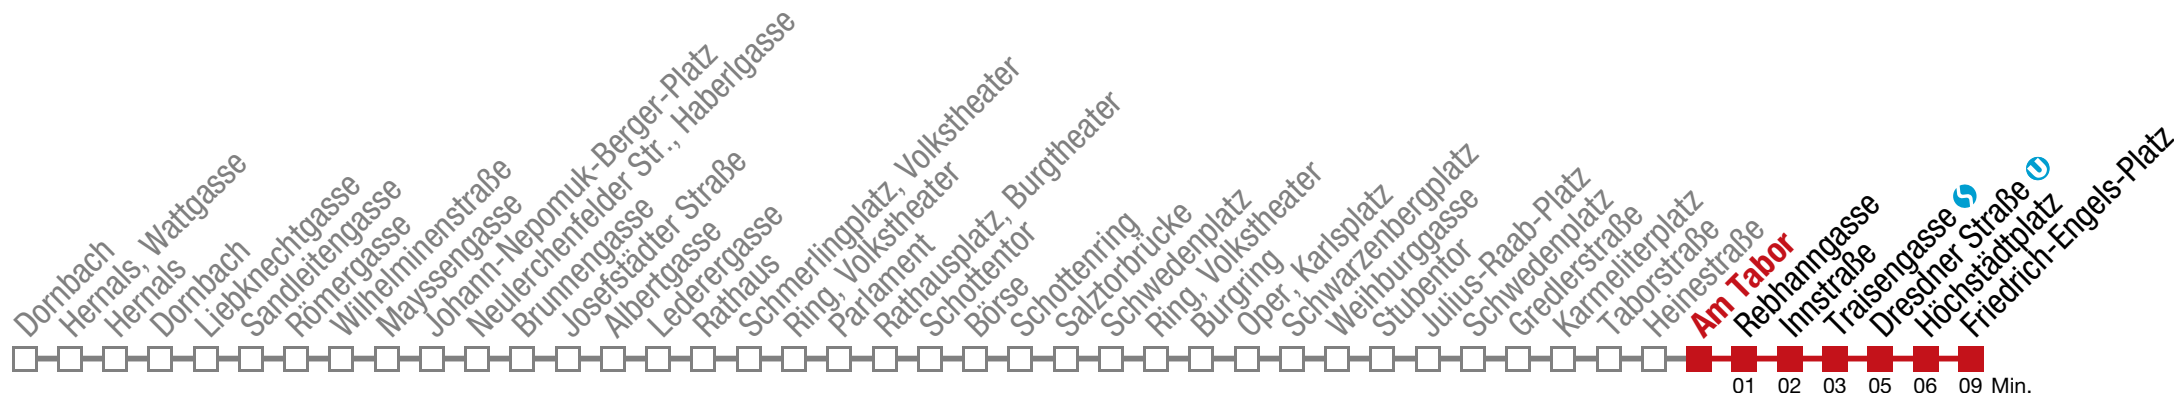 Dornbach
Hernals, Wattgasse
Hernals
Dornbach
Liebknechtgasse
Sandleitengasse
Römergasse
Wilhelminenstraße
Mayssengasse
Johann-Nepomuk-Berger-Platz
Neulerchenfelder Str., Haberlgasse
Brunnengasse
Josefstädter Straße
Albertgasse
Lederergasse
Rathaus
Schmerlingplatz, Volkstheater
Ring, Volkstheater
Parlament
Rathausplatz, Burgtheater
Schottentor
Börse
Schottenring
Salztorbrücke
Schwedenplatz
Ring, Volkstheater
Burgring
Oper, Karlsplatz
Schwarzenbergplatz
Weihburggasse
Stubentor
Julius-Raab-Platz
Schwedenplatz
Gredlerstraße
Karmeliterplatz
Taborstraße
Heinestraße
Am Tabor
Rebhanngasse
Innstraße
Traisengasse S
Dresdner Straße U
Höchstädtplatz
Friedrich-Engels-Platz
01 02 03 05 06 09 Min.